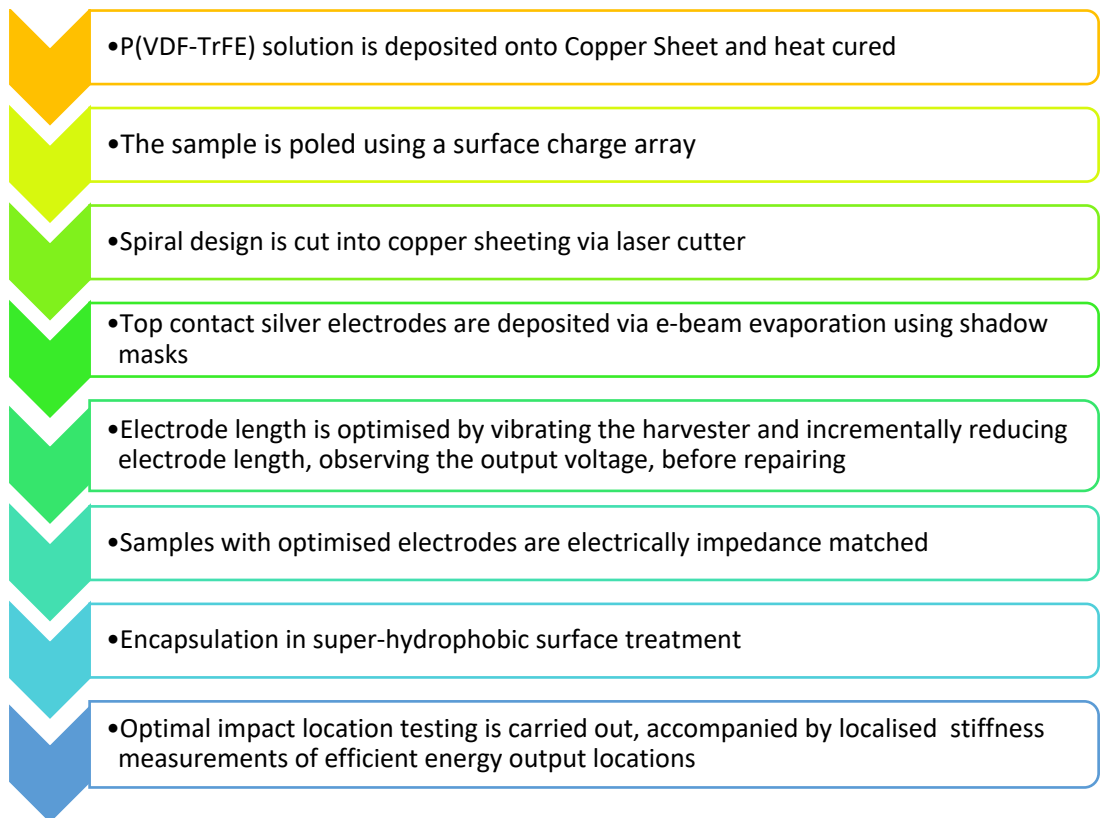 •P(VDF-TrFE) solution is deposited onto Copper Sheet and heat cured
•The sample is poled using a surface charge array
•Spiral design is cut into copper sheeting via laser cutter
•Top contact silver electrodes are deposited via e-beam evaporation using shadow
masks
•Electrode length is optimised by vibrating the harvester and incrementally reducing
electrode length, observing the output voltage, before repairing
•Samples with optimised electrodes are electrically impedance matched
•Encapsulation in super-hydrophobic surface treatment
•Optimal impact location testing is carried out, accompanied by localised  stiffness
measurements of efficient energy output locations